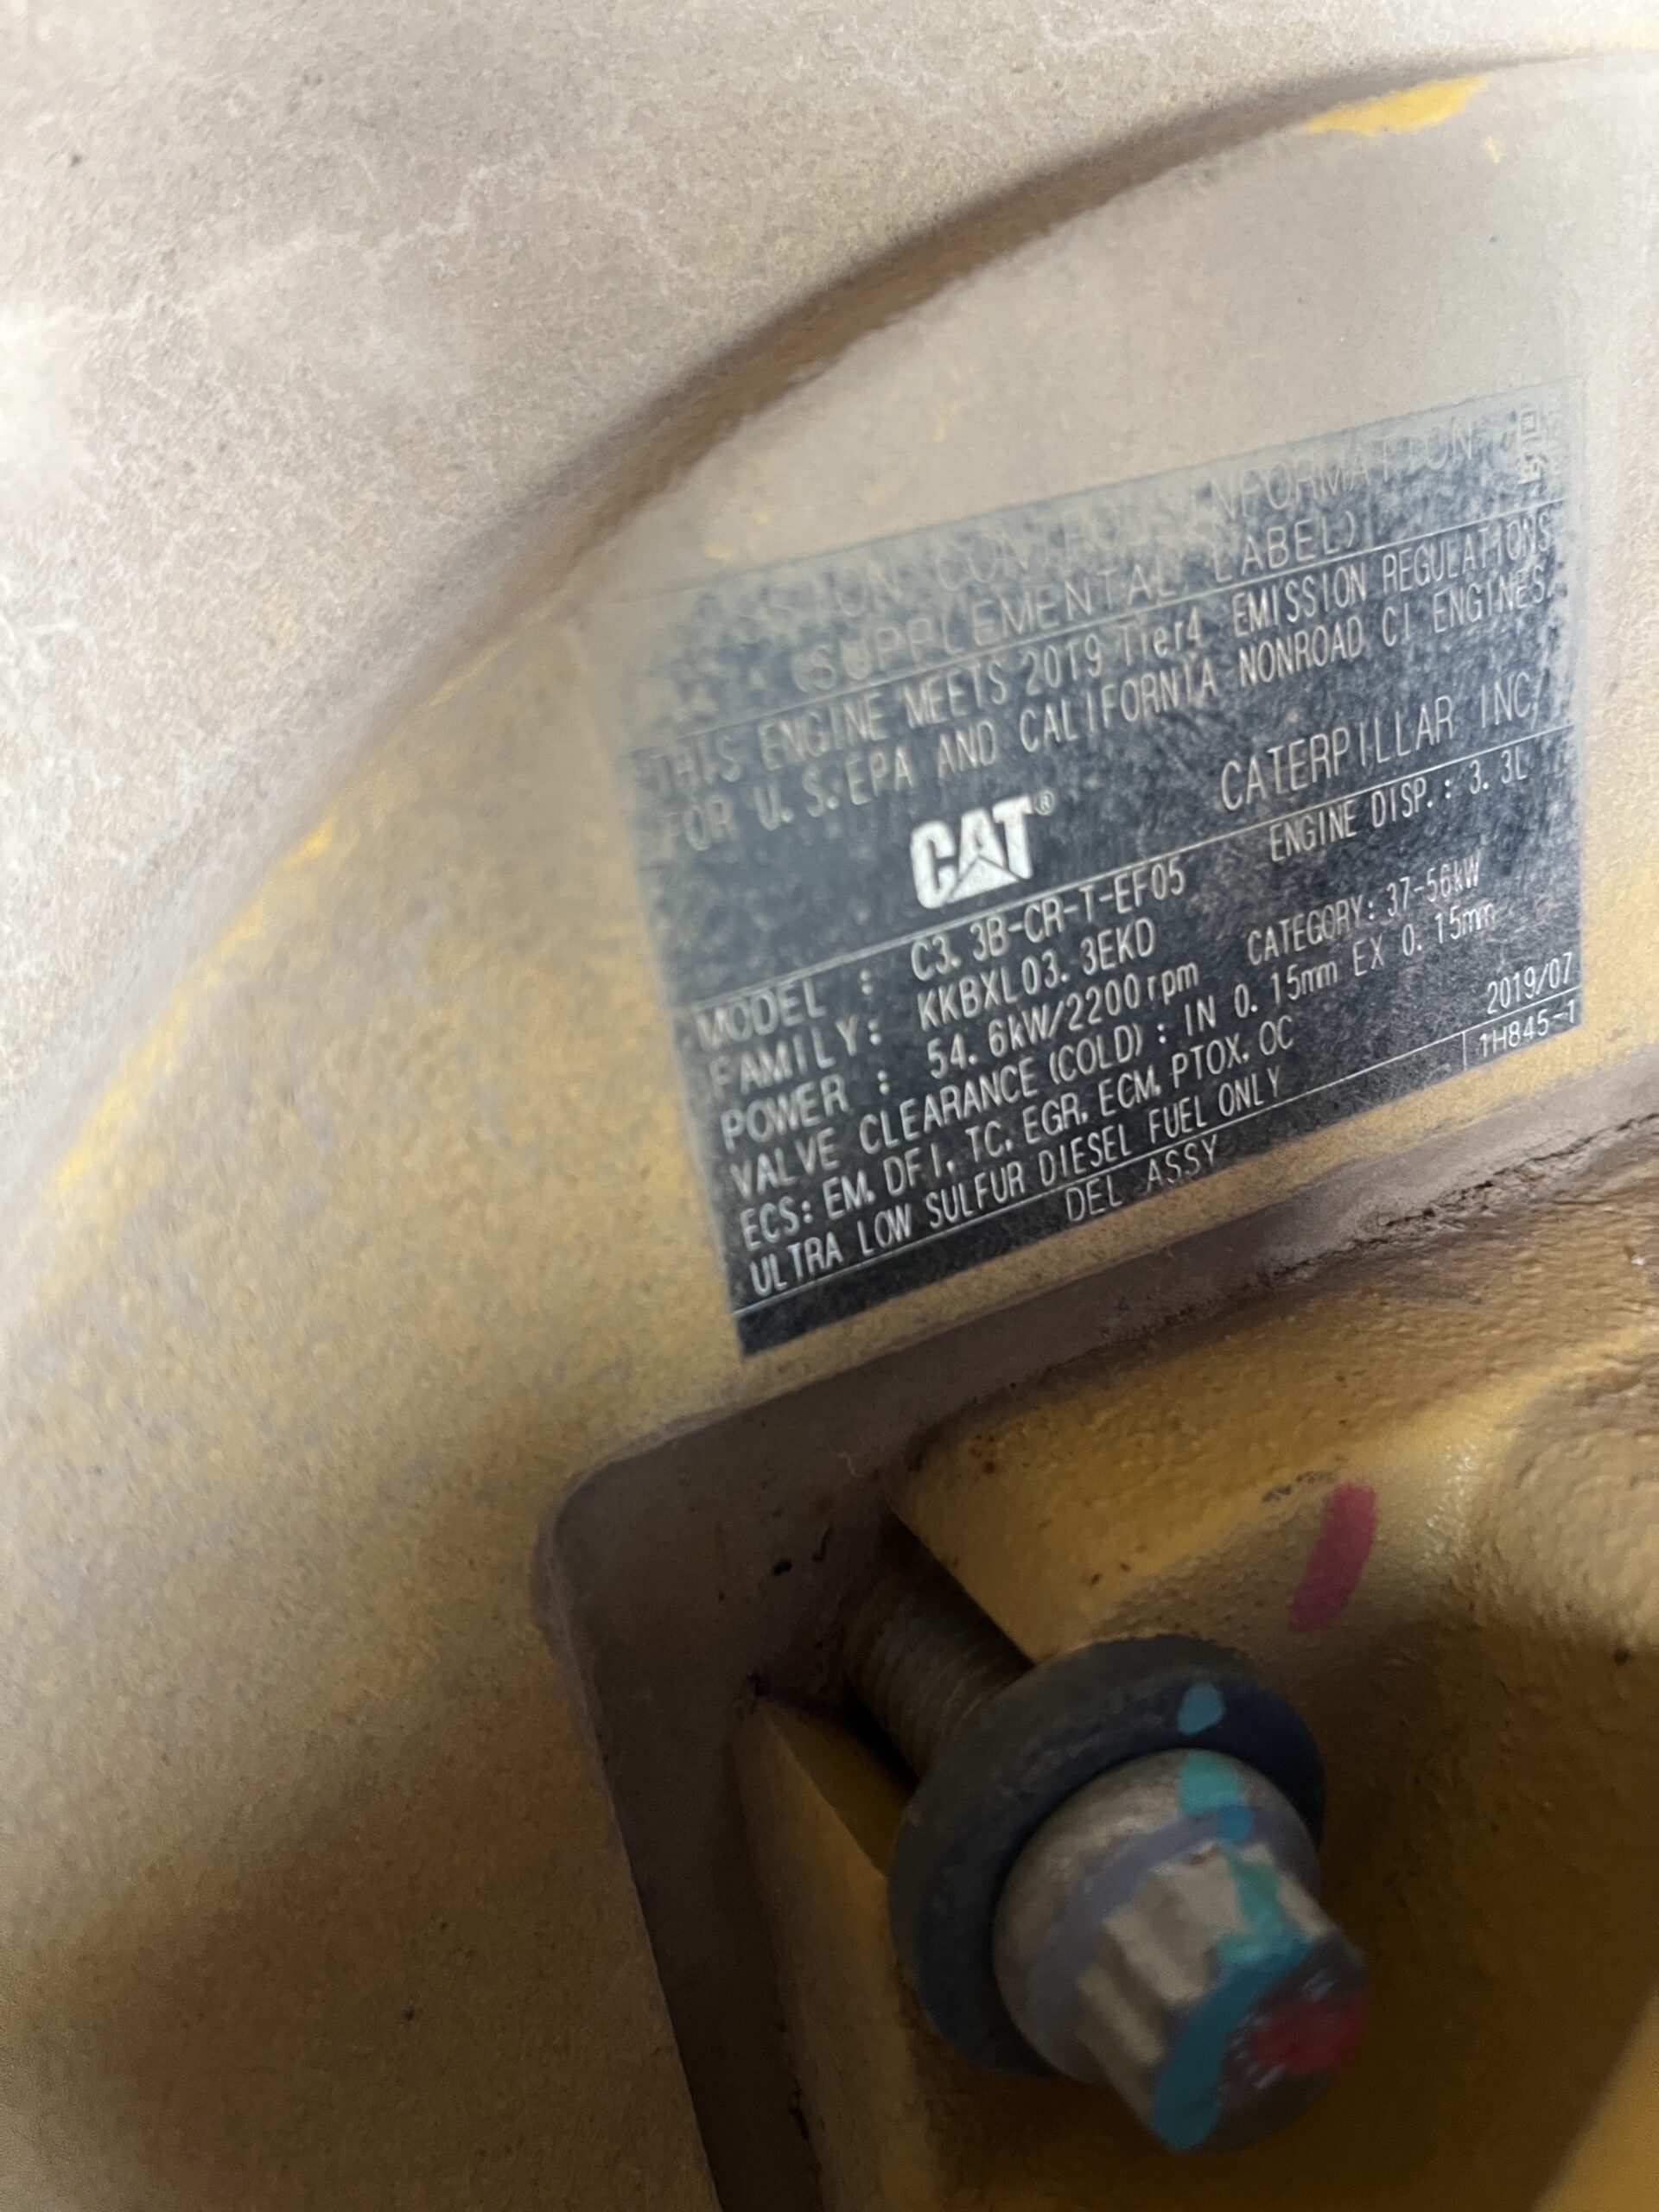 CONTROL INFORMATION
(SUPPLEMENTAL LABEL)
THIS ENGINE MEETS 2019 Tier4 EMISSION REGULATIONS
FOR U.S.EPA AND CALIFORNIA NONROAD CI ENGINES.
CAT® CATERPILLAR INC.
MODEL : C3.3B-CR-T-EF05 ENGINE DISP.: 3.3L
FAMILY: KKBXL03.3EKD
POWER : 54.6kW/2200rpm CATEGORY: 37-56kW
VALVE CLEARANCE (COLD) : IN 0.15mm EX 0.15mm
ECS: EM, DFI, TC, EGR, ECM, PTOX, OC 2019/07
ULTRA LOW SULFUR DIESEL FUEL ONLY 1H845-1
DEL ASSY